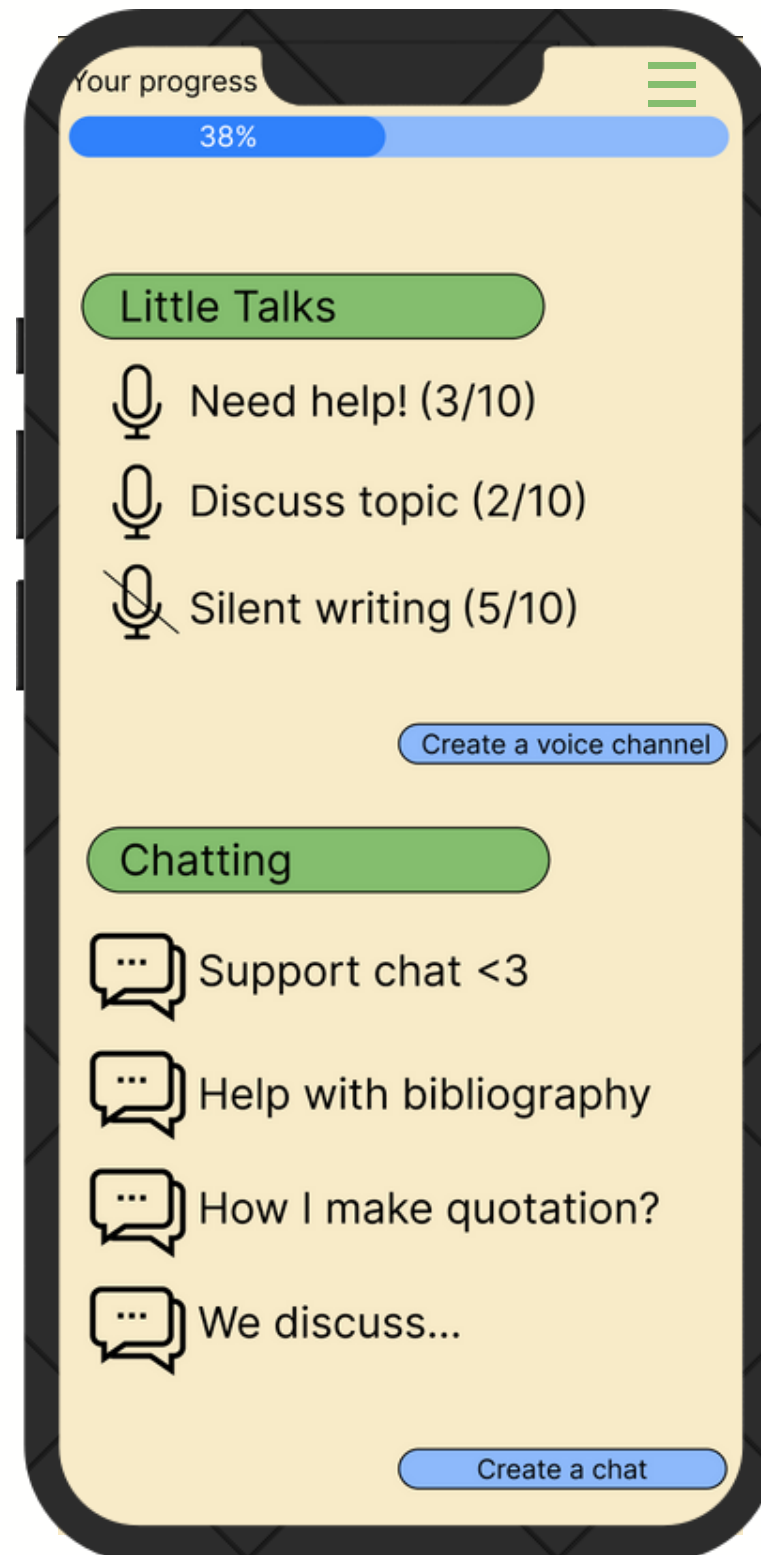 Your progress
38%
Little Talks
Need help! (3/10)
Discuss topic (2/10)
Silent writing (5/10)
Create a voice channel
Chatting
Support chat <3
Help with bibliography
How I make quotation?
We discuss...
Create a chat